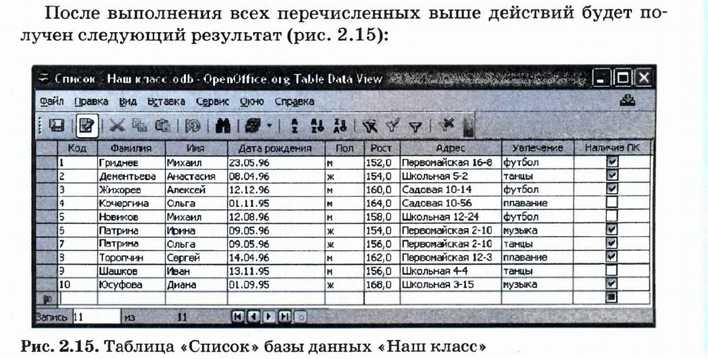 После выполнения всех перечисленных выше действий будет по-
лучен следующий результат (рис. 2.15):
Список - Наш класс.odb - OpenOffice.org Table Data View
Файл Правка Вид Вставка Сервис Окно Справка
Код Фамилия Имя Дата рождения Пол Рост Адрес Увлечение Наличие ПК
1 Гриднев Михаил 23.05.96 м 152,0 Первомайская 16-8 футбол
2 Дементьева Анастасия 08.04.96 ж 154,0 Школьная 5-2 танцы
3 Жихорев Алексей 12.12.96 м 160,0 Садовая 10-14 футбол
4 Кочергина Ольга 01.11.95 м 164,0 Садовая 10-56 плавание
5 Новиков Михаил 12.08.96 м 158,0 Школьная 12-24 футбол
6 Патрина Ирина 09.05.96 ж 154,0 Первомайская 2-10 музыка
7 Патрина Ольга 09.05.96 ж 156,0 Первомайская 2-10 танцы
8 Торопчин Сергей 14.04.96 м 162,0 Первомайская 12-3 плавание
9 Шашков Иван 13.11.95 м 156,0 Школьная 4-4 танцы
10 Юсуфова Диана 01.09.95 ж 168,0 Школьная 3-15 музыка
Запись 11 из 11
Рис. 2.15. Таблица «Список» базы данных «Наш класс»